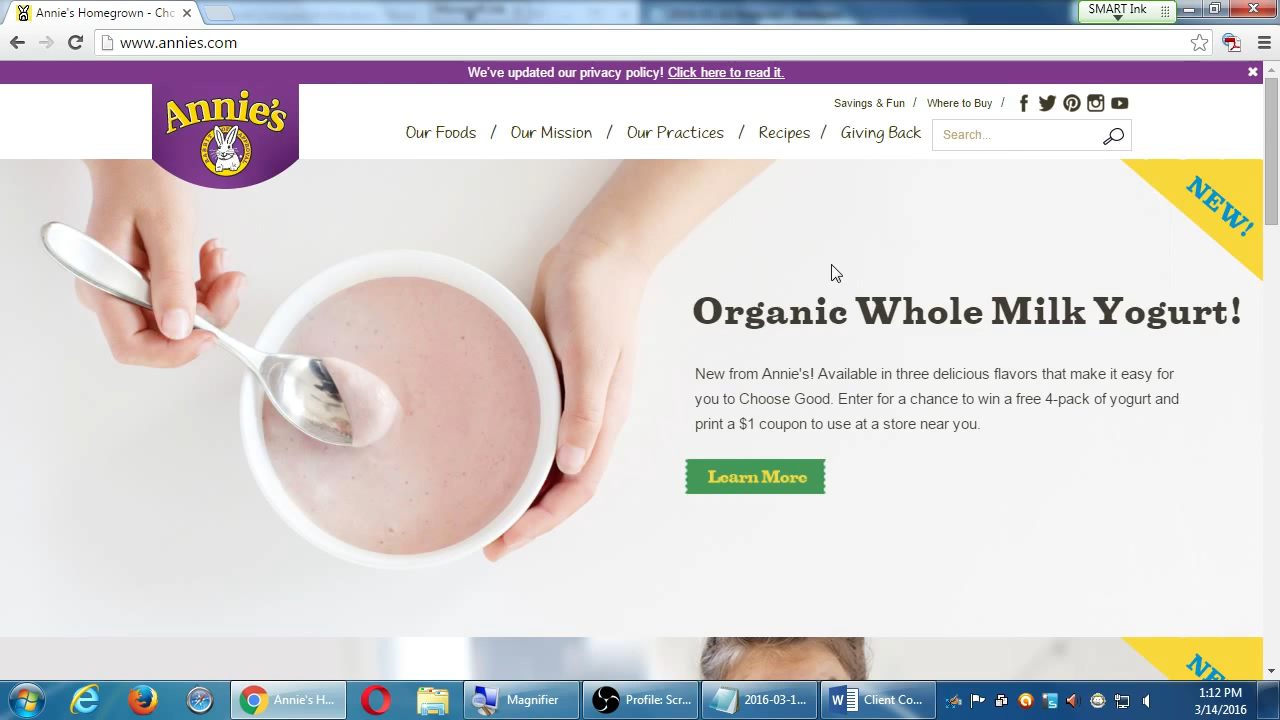 Annie's Homegrown - Chc
SMART Ink
www.annies.com
We've updated our privacy policy! Click here to read it.
Annie's
Savings & Fun / Where to Buy /
Our Foods / Our Mission / Our Practices / Recipes / Giving Back
Search...
NEW!
Organic Whole Milk Yogurt!
New from Annie's! Available in three delicious flavors that make it easy for
you to Choose Good. Enter for a chance to win a free 4-pack of yogurt and
print a $1 coupon to use at a store near you.
Learn More
NE
Annie's H...
Magnifier
Profile: Scr...
2016-03-1...
Client Co...
1:12 PM
3/14/2016